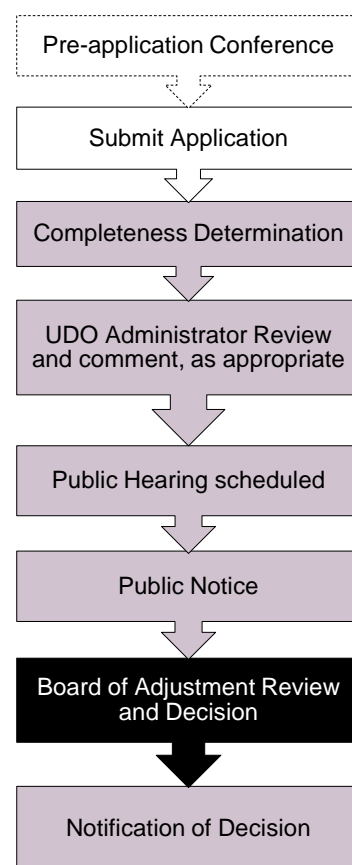 Pre-application Conference
Submit Application
Completeness Determination
UDO Administrator Review
and comment, as appropriate
Public Hearing scheduled
Public Notice
Board of Adjustment Review
and Decision
Notification of Decision